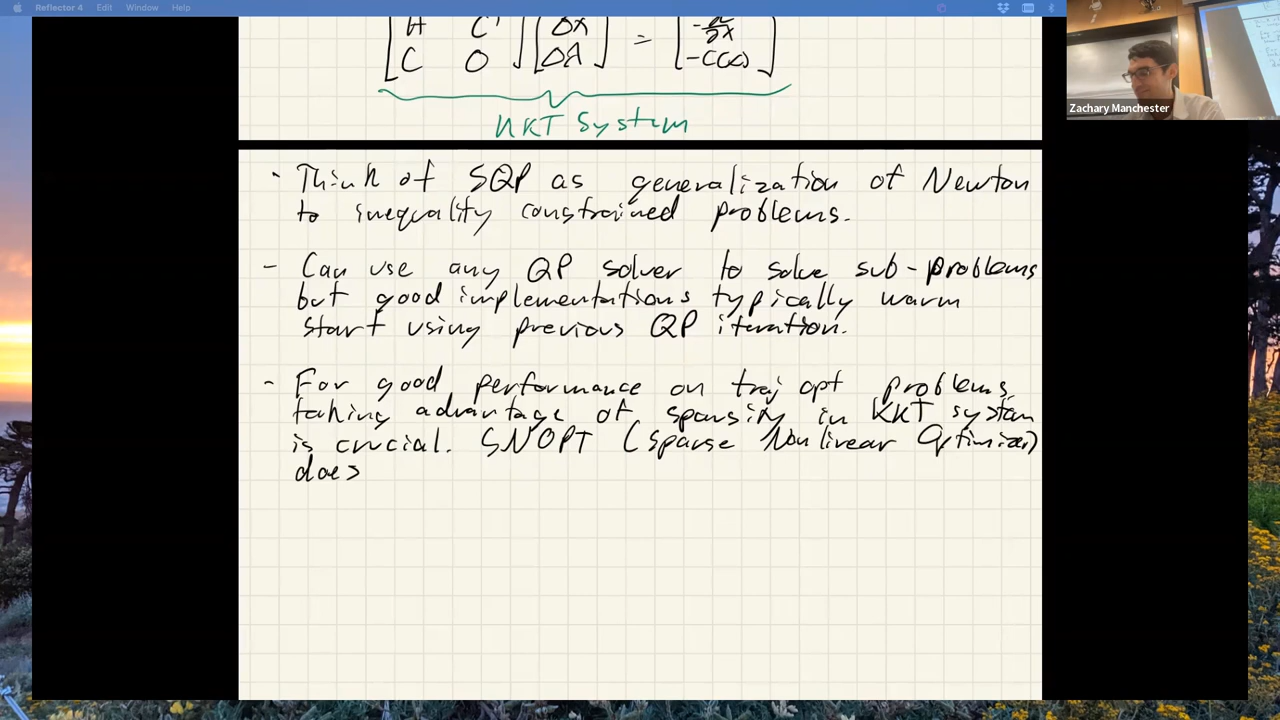 Reflector 4 Edit Window Help
[H Cᵀ] [ΔX] = [-∂L/∂X]
[C O] [Δλ] [-C(x)]
KKT System
Zachary Manchester
· Think of SQP as generalization of Newton
to inequality constrained problems.
- Can use any QP solver to solve sub-problems
but good implementations typically warm
start using previous QP iteration.
- For good performance on traj opt problems,
taking advantage of sparsity in KKT system
is crucial. SNOPT (Sparse Nonlinear Optimizer)
does